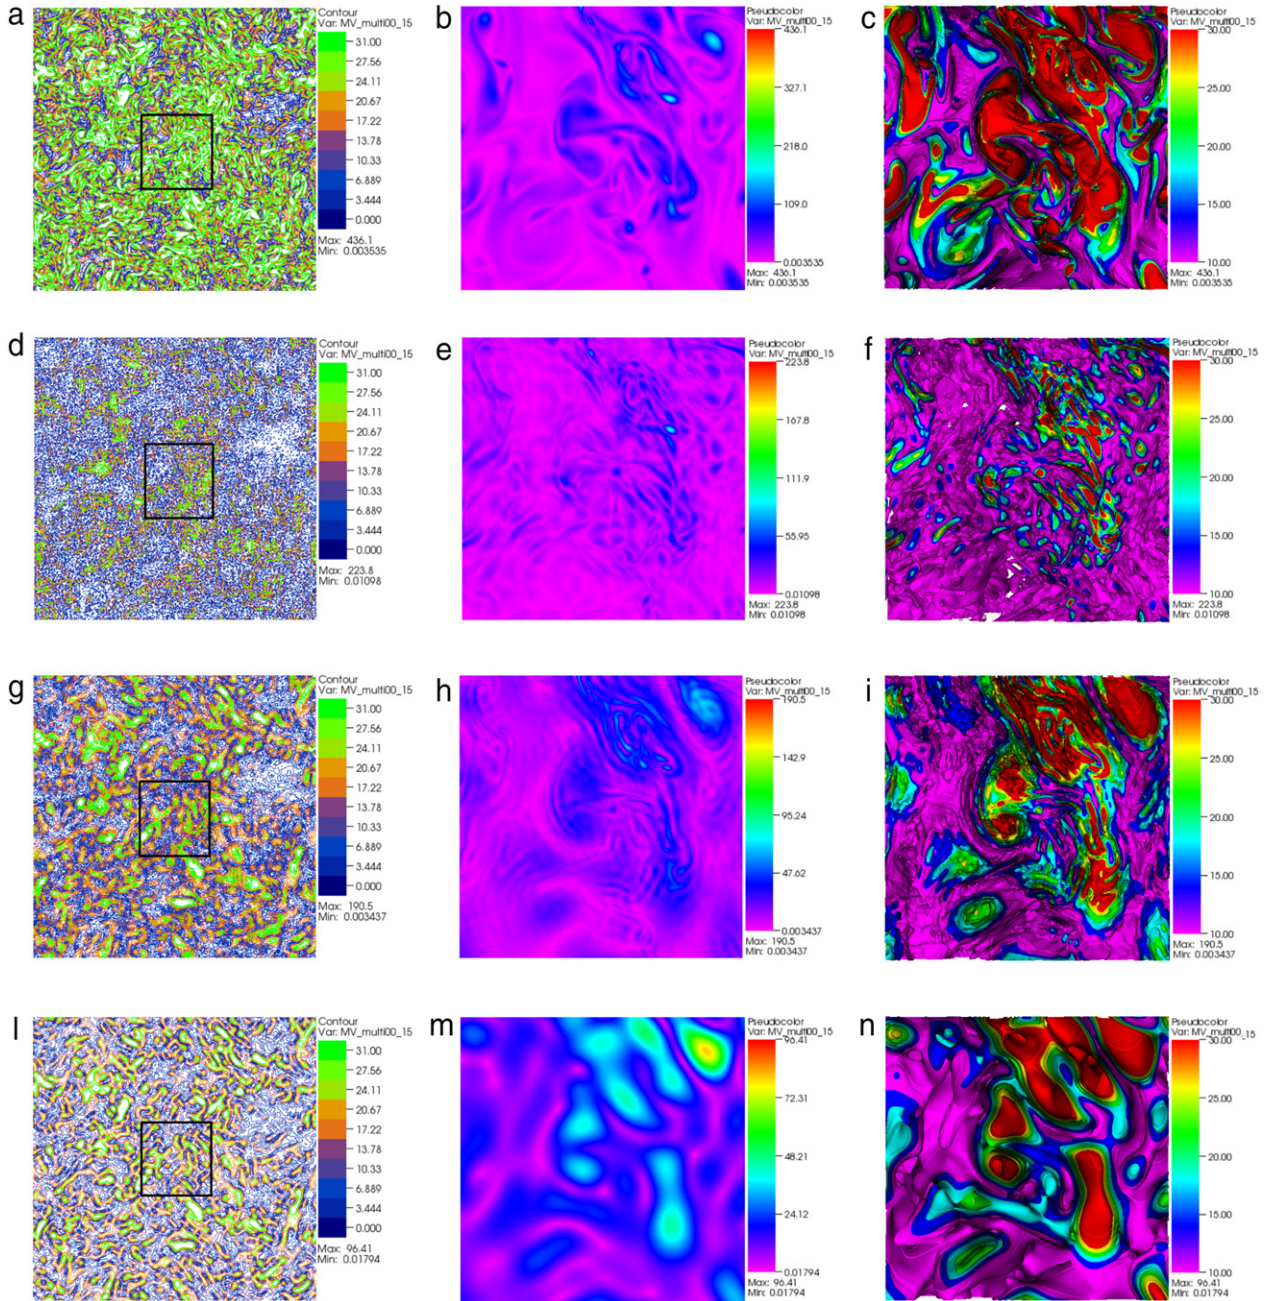 a
Contour
Var: MV_multi00_15
31.00
27.56
24.11
20.67
17.22
13.78
10.33
6.889
3.444
0.000
Max: 436.1
Min: 0.003535
b
Pseudocolor
Var: MV_multi00_15
436.1
327.1
218.0
109.0
0.003535
Max: 436.1
Min: 0.003535
c
Pseudocolor
Var: MV_multi00_15
30.00
25.00
20.00
15.00
10.00
Max: 436.1
Min: 0.003535
d
Contour
Var: MV_multi00_15
31.00
27.56
24.11
20.67
17.22
13.78
10.33
6.889
3.444
0.000
Max: 223.8
Min: 0.01098
e
Pseudocolor
Var: MV_multi00_15
223.8
167.8
111.9
55.95
0.01098
Max: 223.8
Min: 0.01098
f
Pseudocolor
Var: MV_multi00_15
30.00
25.00
20.00
15.00
10.00
Max: 223.8
Min: 0.01098
g
Contour
Var: MV_multi00_15
31.00
27.56
24.11
20.67
17.22
13.78
10.33
6.889
3.444
0.000
Max: 190.5
Min: 0.003437
h
Pseudocolor
Var: MV_multi00_15
190.5
142.9
95.24
47.62
0.003437
Max: 190.5
Min: 0.003437
i
Pseudocolor
Var: MV_multi00_15
30.00
25.00
20.00
15.00
10.00
Max: 190.5
Min: 0.003437
l
Contour
Var: MV_multi00_15
31.00
27.56
24.11
20.67
17.22
13.78
10.33
6.889
3.444
0.000
Max: 96.41
Min: 0.01794
m
Pseudocolor
Var: MV_multi00_15
96.41
72.31
48.21
24.12
0.01794
Max: 96.41
Min: 0.01794
n
Pseudocolor
Var: MV_multi00_15
30.00
25.00
20.00
15.00
10.00
Max: 96.41
Min: 0.01794